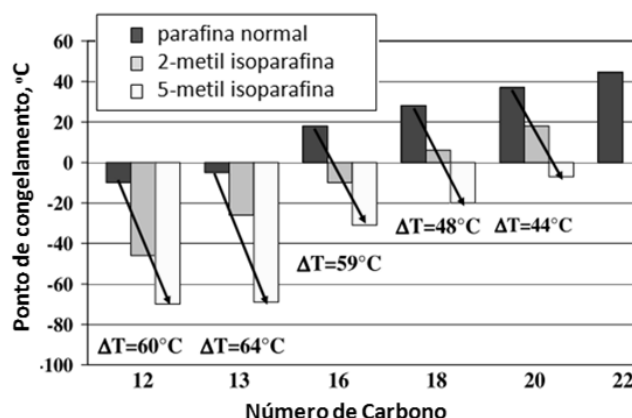 parafina normal
2-metil isoparafina
5-metil isoparafina
Ponto de congelamento, ºC
60
40
20
0
-20
-40
-60
-80
-100
ΔT=60°C
ΔT=64°C
ΔT=59°C
ΔT=48°C
ΔT=44°C
12
13
16
18
20
22
Número de Carbono